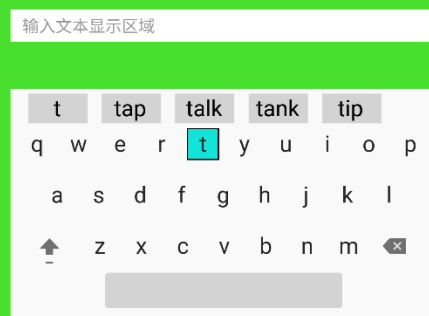 输入文本显示区域
t tap talk tank tip
q w e r t y u i o p
a s d f g h j k l
z x c v b n m